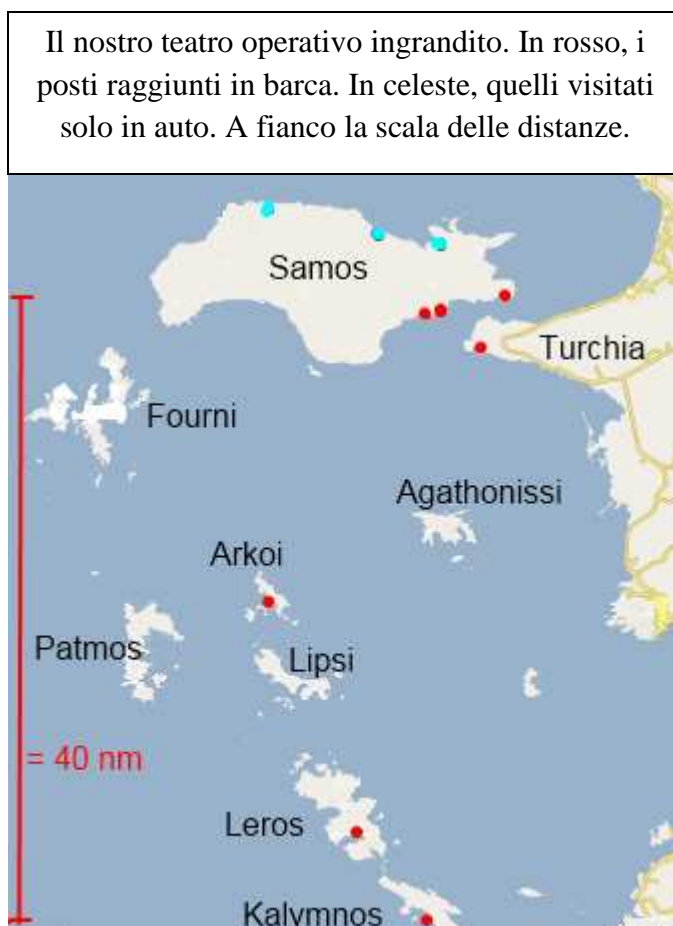 Il nostro teatro operativo ingrandito. In rosso, i
posti raggiunti in barca. In celeste, quelli visitati
solo in auto. A fianco la scala delle distanze.
Samos
Turchia
Fourni
Agathonissi
Arkoi
Patmos
Lipsi
= 40 nm
Leros
Kalymnos